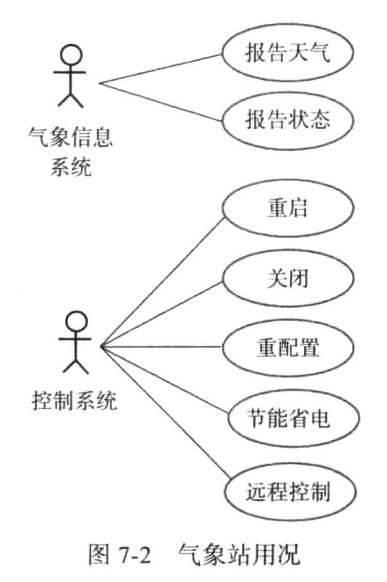 报告天气
报告状态
气象信息
系统
重启
关闭
重配置
节能省电
远程控制
控制系统
图 7-2 气象站用况